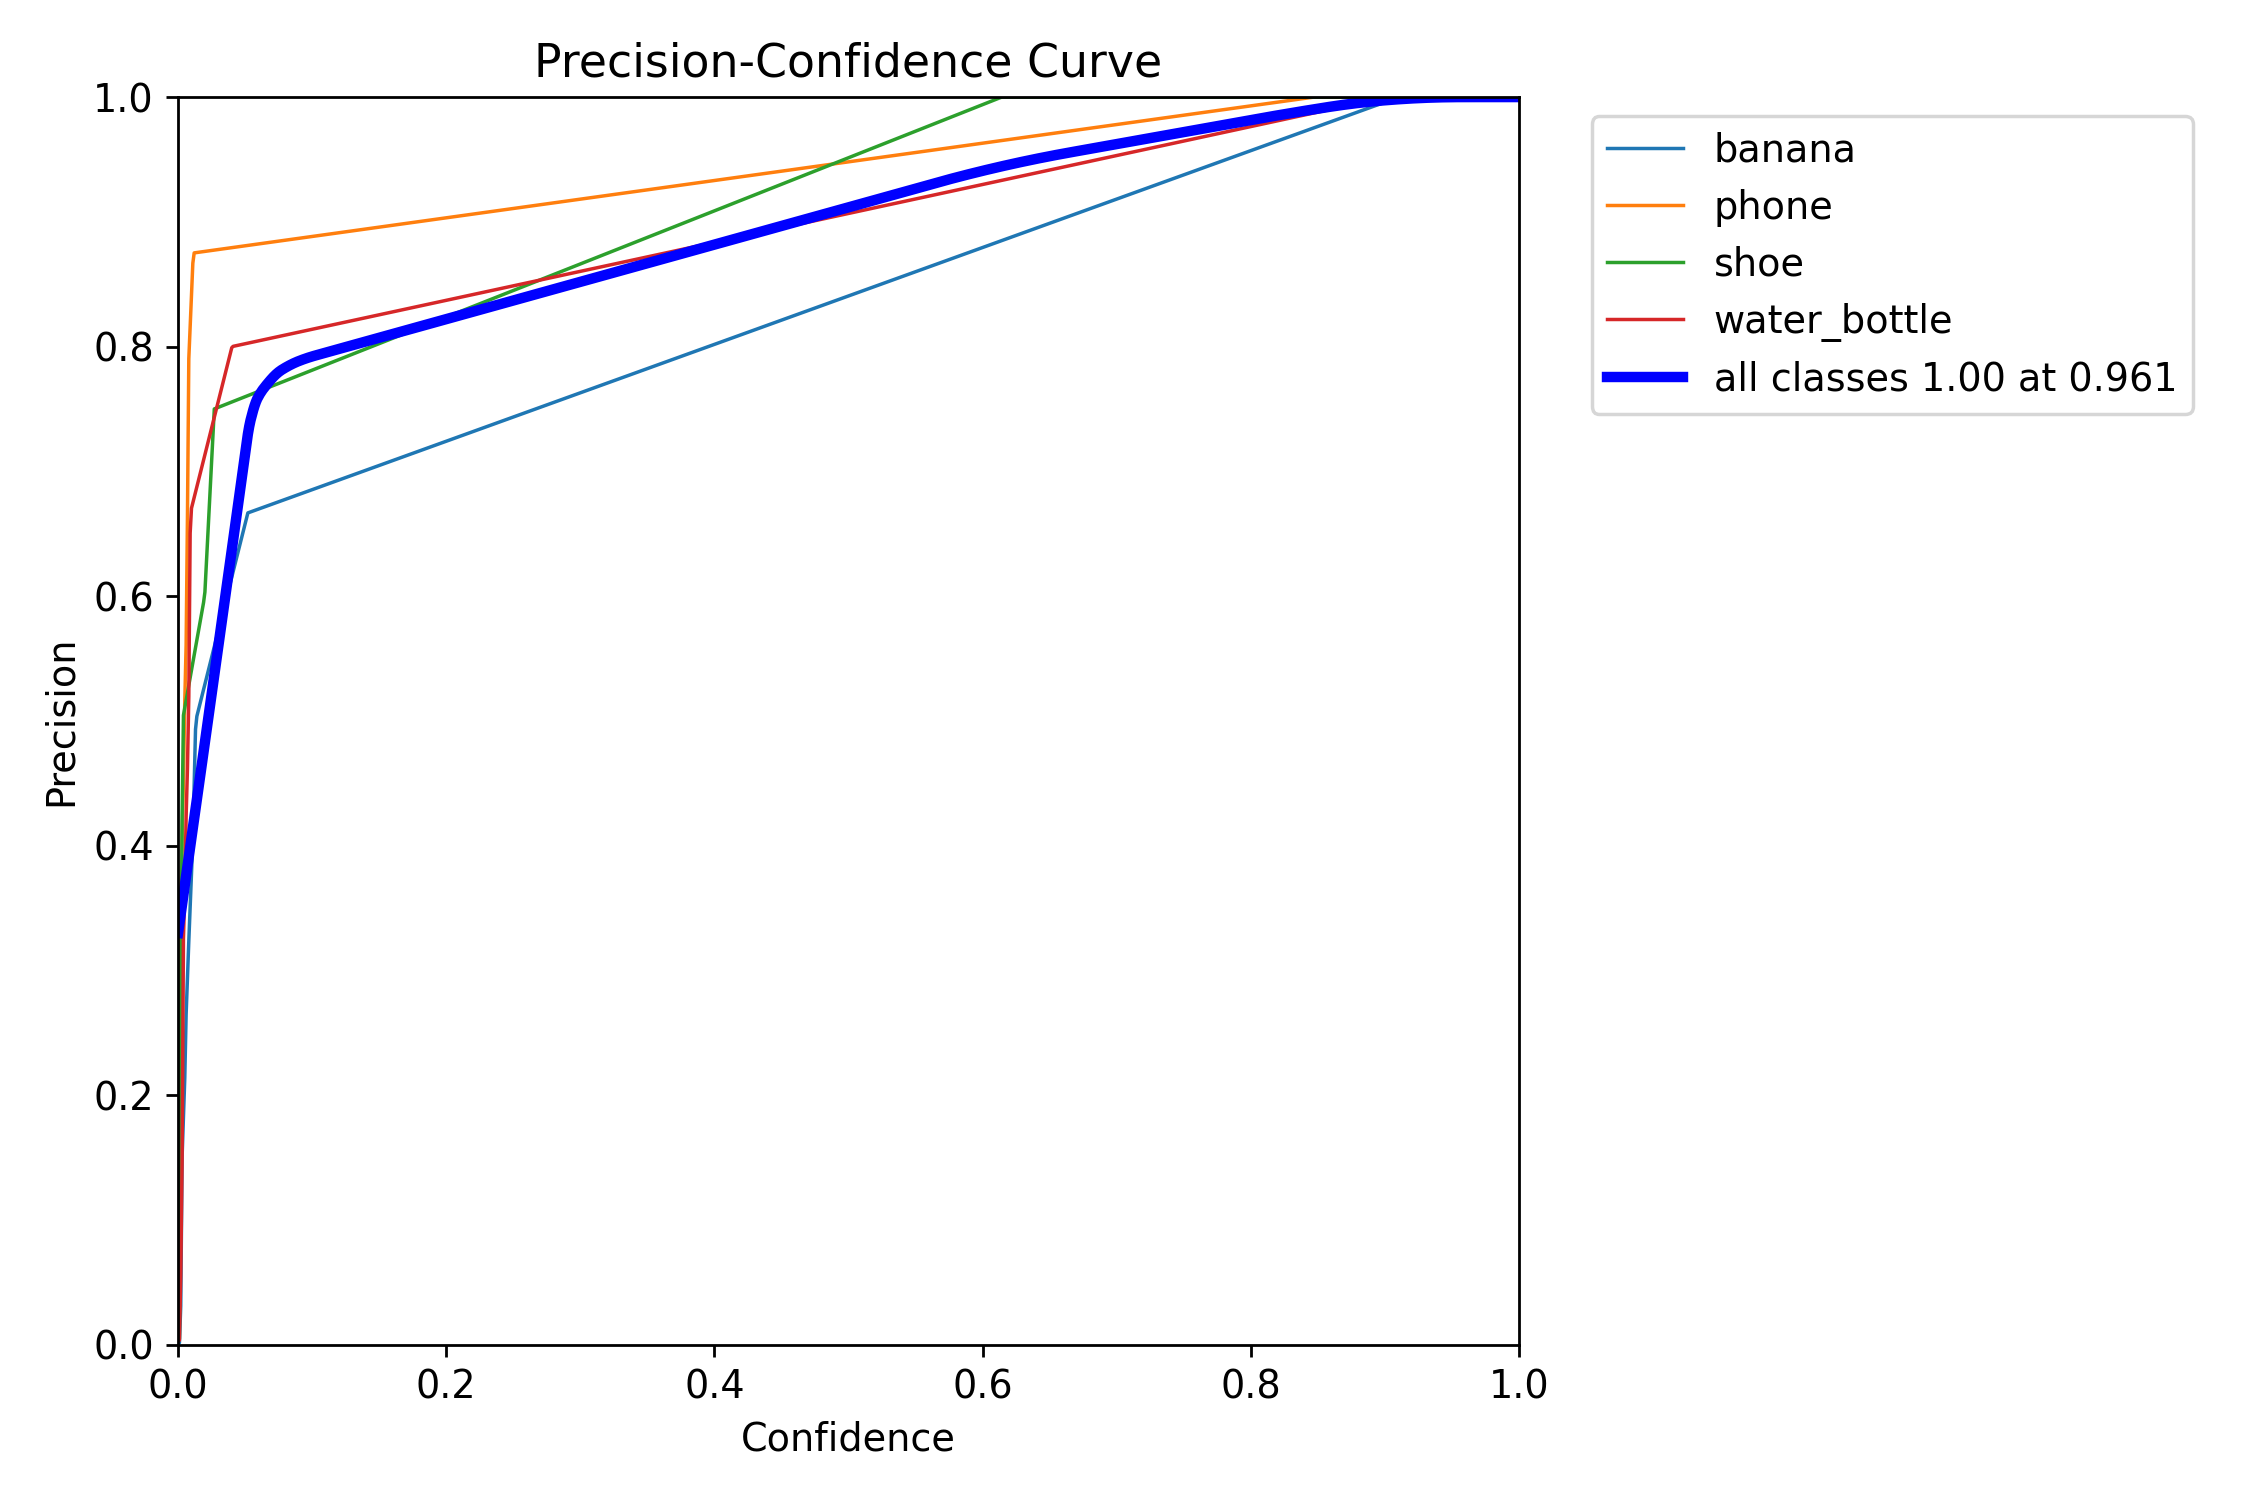 Precision-Confidence Curve
1.0
0.8
0.6
0.4
0.2
0.0
Precision
0.0 0.2 0.4 0.6 0.8 1.0
Confidence
banana
phone
shoe
water_bottle
all classes 1.00 at 0.961